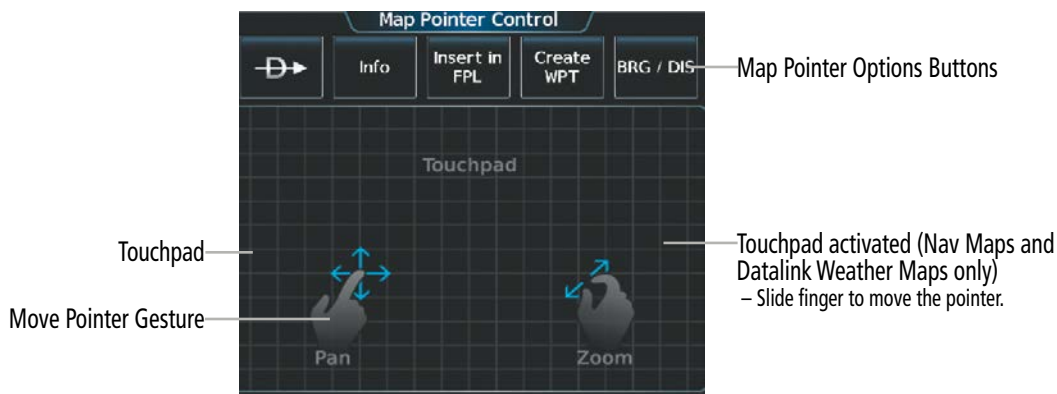 Map Pointer Control
Info
Insert in
FPL
Create
WPT
BRG / DIS
Map Pointer Options Buttons
Touchpad
Touchpad
Touchpad activated (Nav Maps and
Datalink Weather Maps only)
– Slide finger to move the pointer.
Move Pointer Gesture
Pan
Zoom